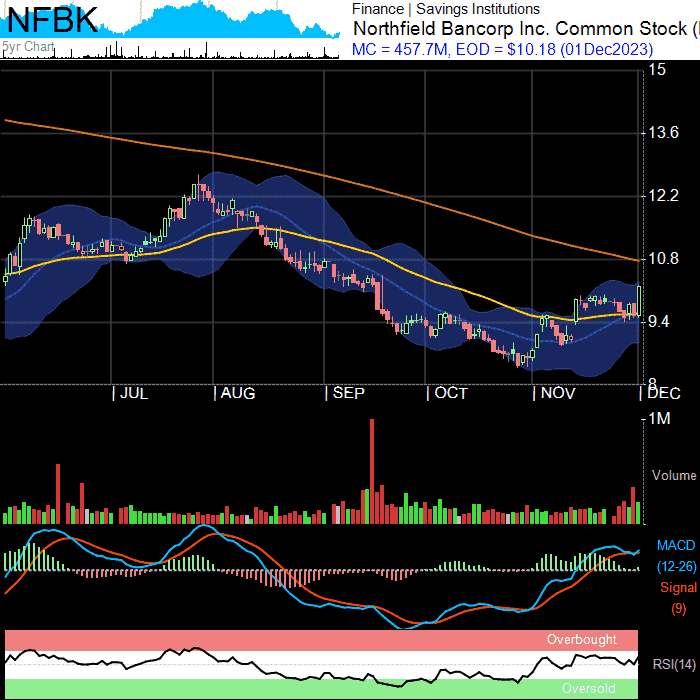 NFBK
5yr Chart
Finance | Savings Institutions
Northfield Bancorp Inc. Common Stock (
MC = 457.7M, EOD = $10.18 (01Dec2023)
15
13.6
12.2
10.8
9.4
8
JUL AUG SEP OCT NOV DEC
1M
Volume
MACD
(12-26)
Signal
(9)
Overbought
RSI(14)
Oversold